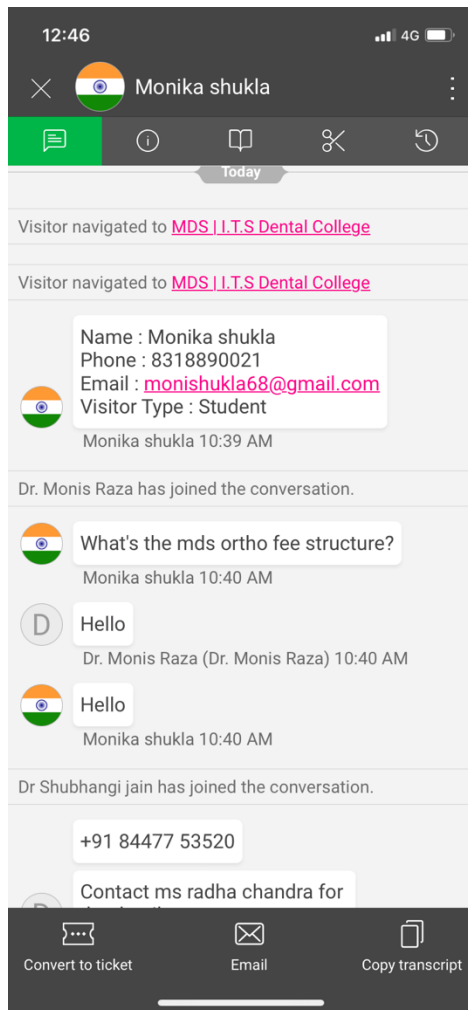 12:46
4G
Monika shukla
Today
Visitor navigated to MDS | I.T.S Dental College
Visitor navigated to MDS | I.T.S Dental College
Name : Monika shukla
Phone : 8318890021
Email : monishukla68@gmail.com
Visitor Type : Student
Monika shukla 10:39 AM
Dr. Monis Raza has joined the conversation.
What's the mds ortho fee structure?
Monika shukla 10:40 AM
D
Hello
Dr. Monis Raza (Dr. Monis Raza) 10:40 AM
Hello
Monika shukla 10:40 AM
Dr Shubhangi jain has joined the conversation.
+91 84477 53520
Contact ms radha chandra for
Convert to ticket
Email
Copy transcript